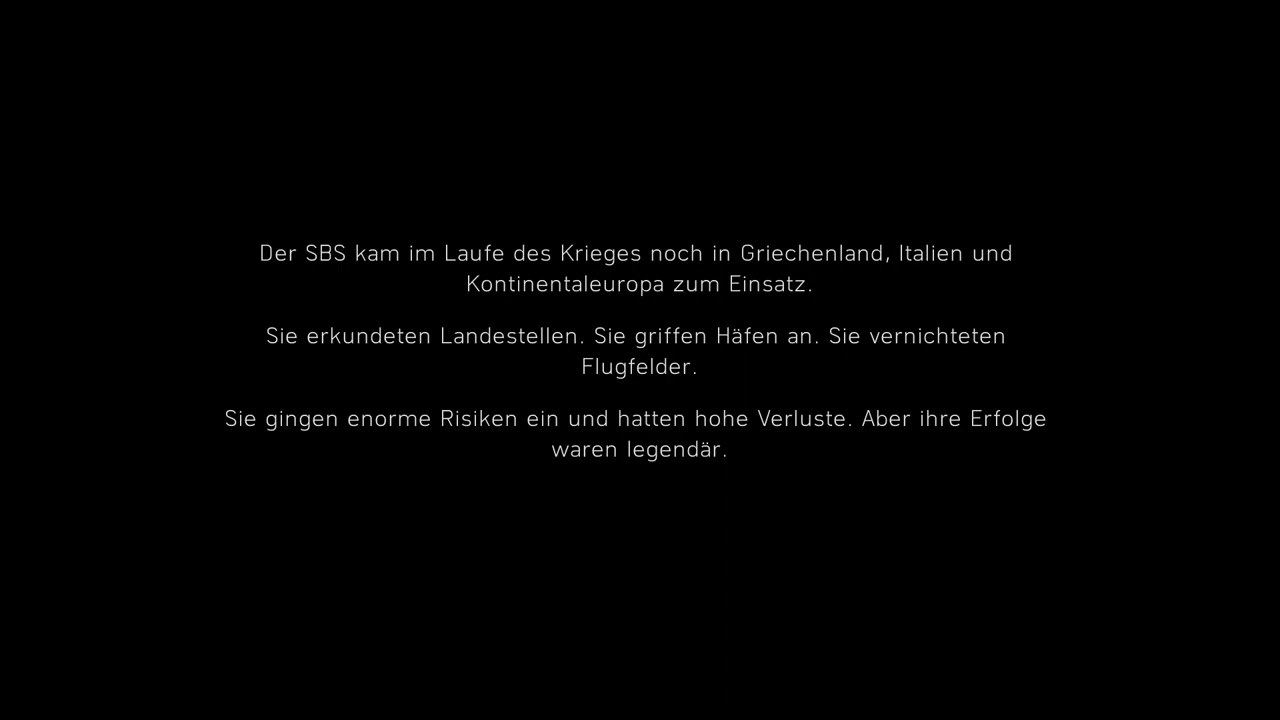 Der SBS kam im Laufe des Krieges noch in Griechenland, Italien und
Kontinentaleuropa zum Einsatz.
Sie erkundeten Landestellen. Sie griffen Häfen an. Sie vernichteten
Flugfelder.
Sie gingen enorme Risiken ein und hatten hohe Verluste. Aber ihre Erfolge
waren legendär.